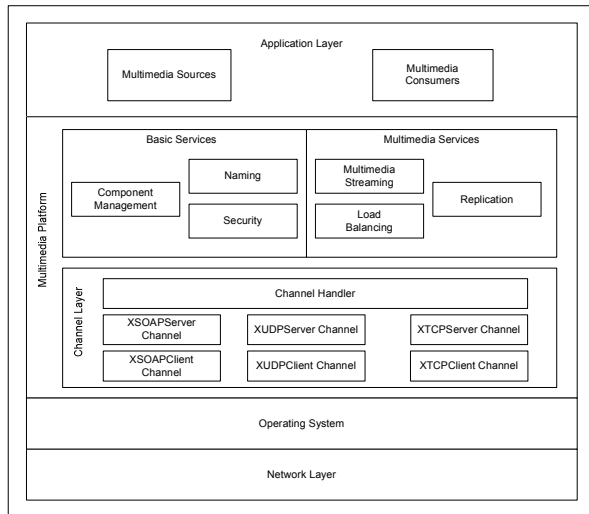 Application Layer
Multimedia Sources
Multimedia
Consumers
Multimedia Platform
Basic Services
Component
Management
Naming
Security
Multimedia Services
Multimedia
Streaming
Load
Balancing
Replication
Channel Layer
Channel Handler
XSOAPServer
Channel
XUDPServer Channel
XTCPServer Channel
XSOAPClient
Channel
XUDPClient Channel
XTCPClient Channel
Operating System
Network Layer